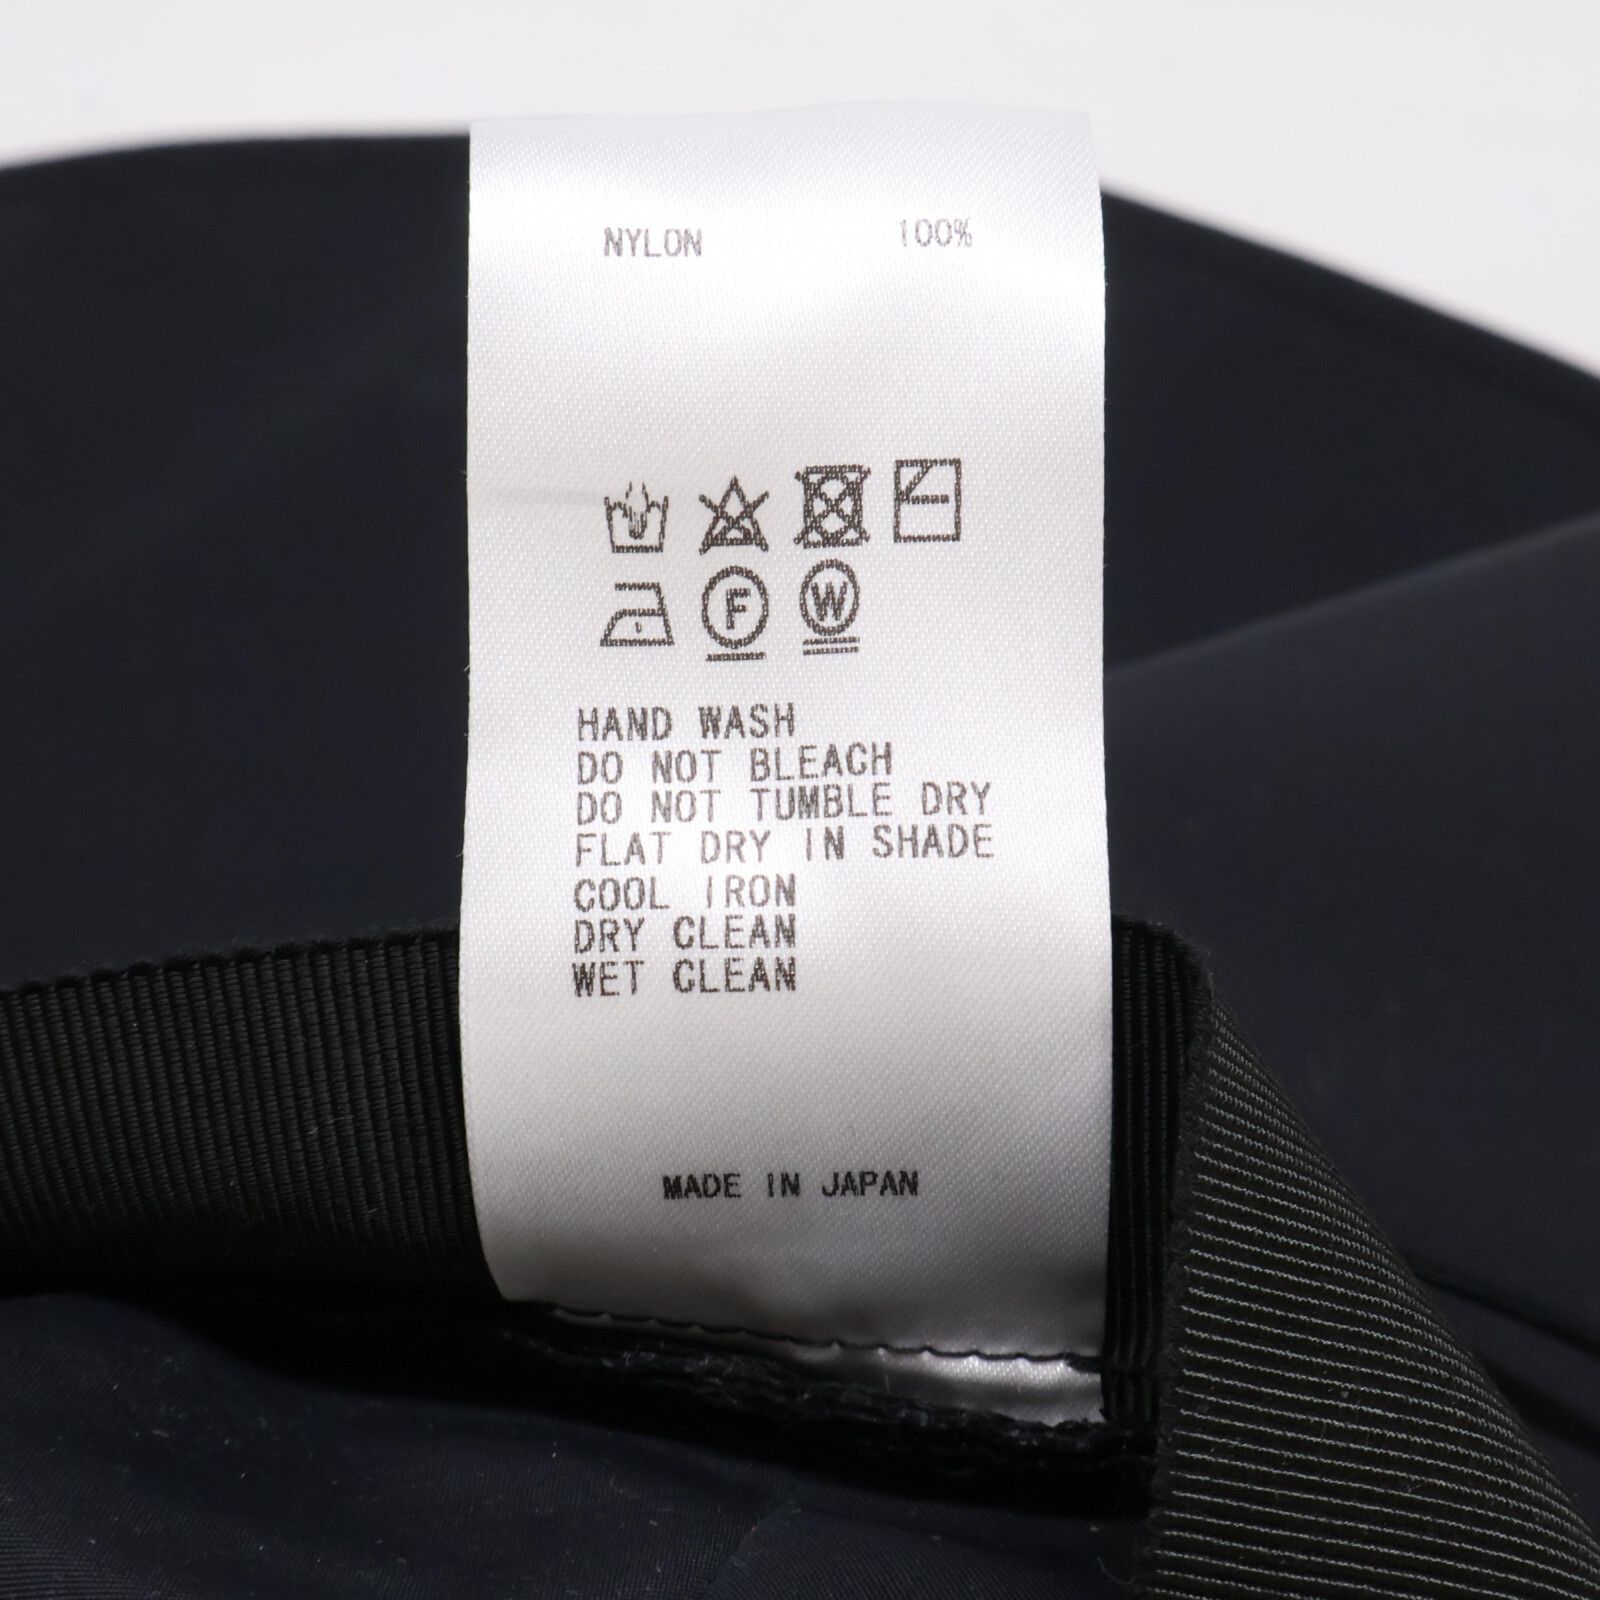 NYLON 100%
F W
HAND WASH
DO NOT BLEACH
DO NOT TUMBLE DRY
FLAT DRY IN SHADE
COOL IRON
DRY CLEAN
WET CLEAN
MADE IN JAPAN